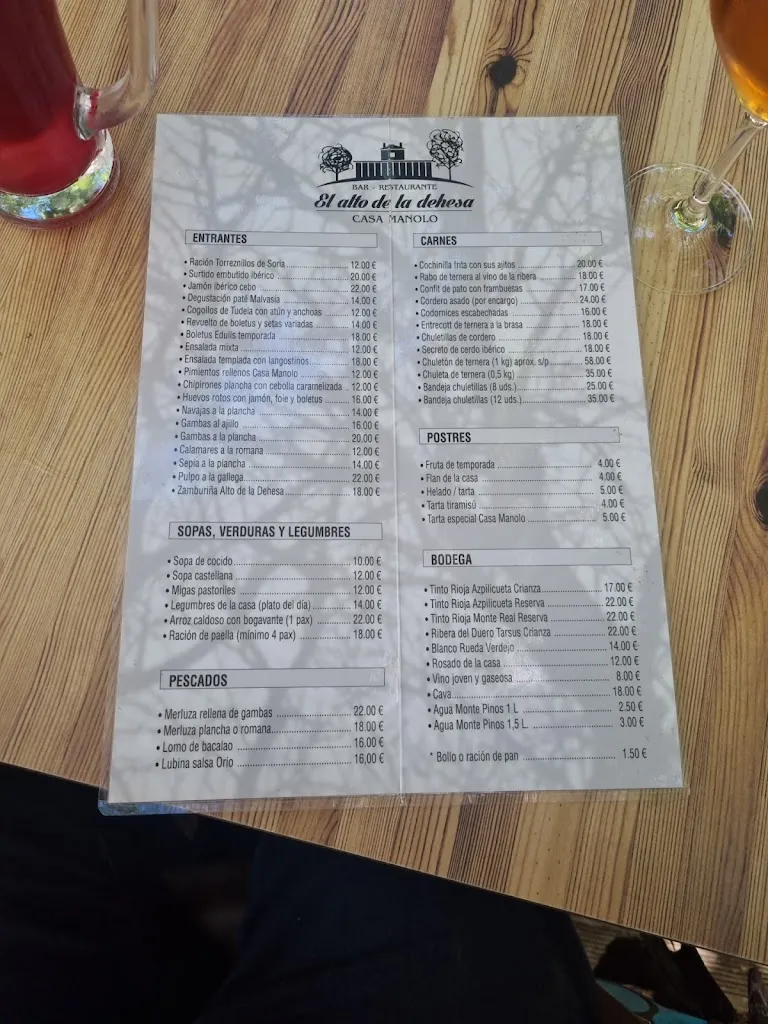 BAR - RESTAURANTE
El alto de la dehesa
CASA MANOLO
ENTRANTES
• Ración Torreznillos de Soria 12.00 €
• Surtido embutido ibérico 20.00 €
• Jamón ibérico cebo 22.00 €
• Degustación paté Malvasia 14.00 €
• Cogollos de Tudela con atún y anchoas 12.00 €
• Revuelto de boletus y setas variadas 14.00 €
• Boletus Edulis temporada 18.00 €
• Ensalada mixta 12.00 €
• Ensalada templada con langostinos 18.00 €
• Pimientos rellenos Casa Manolo 12.00 €
• Chipirones plancha con cebolla caramelizada 12.00 €
• Huevos rotos con jamón, foie y boletus 16.00 €
• Navajas a la plancha 14.00 €
• Gambas al ajillo 16.00 €
• Gambas a la plancha 20.00 €
• Calamares a la romana 12.00 €
• Sepia a la plancha 14.00 €
• Pulpo a la gallega 22.00 €
• Zamburiña Alto de la Dehesa 18.00 €
SOPAS, VERDURAS Y LEGUMBRES
• Sopa de cocido 10.00 €
• Sopa castellana 12.00 €
• Migas pastoriles 12.00 €
• Legumbres de la casa (plato del día) 14.00 €
• Arroz caldoso con bogavante (1 pax) 22.00 €
• Ración de paella (mínimo 4 pax) 18.00 €
PESCADOS
• Merluza rellena de gambas 22.00 €
• Merluza plancha o romana 18.00 €
• Lomo de bacalao 16,00 €
• Lubina salsa Orio 16,00 €
CARNES
• Cochinilla frita con sus ajitos 20.00 €
• Rabo de ternera al vino de la ribera 18.00 €
• Confit de pato con frambuesas 17.00 €
• Cordero asado (por encargo) 24.00 €
• Codornices escabechadas 16.00 €
• Entrecott de ternera a la brasa 18.00 €
• Chuletillas de cordero 18.00 €
• Secreto de cerdo ibérico 18.00 €
• Chuletón de ternera (1 kg) aprox. s/p 58.00 €
• Chuleta de ternera (0,5 kg) 35.00 €
• Bandeja chuletillas (8 uds.) 25.00 €
• Bandeja chuletillas (12 uds.) 35.00 €
POSTRES
• Fruta de temporada 4.00 €
• Flan de la casa 4.00 €
• Helado / tarta 5.00 €
• Tarta tiramisú 4.00 €
• Tarta especial Casa Manolo 5.00 €
BODEGA
• Tinto Rioja Azpilicueta Crianza 17.00 €
• Tinto Rioja Azpilicueta Reserva 22.00 €
• Tinto Rioja Monte Real Reserva 22.00 €
• Ribera del Duero Tarsus Crianza 22.00 €
• Blanco Rueda Verdejo 14.00 €
• Rosado de la casa 12.00 €
• Vino joven y gaseosa 8.00 €
• Cava 18.00 €
• Agua Monte Pinos 1 L 2.50 €
• Agua Monte Pinos 1,5 L. 3.00 €
* Bollo o ración de pan 1.50 €